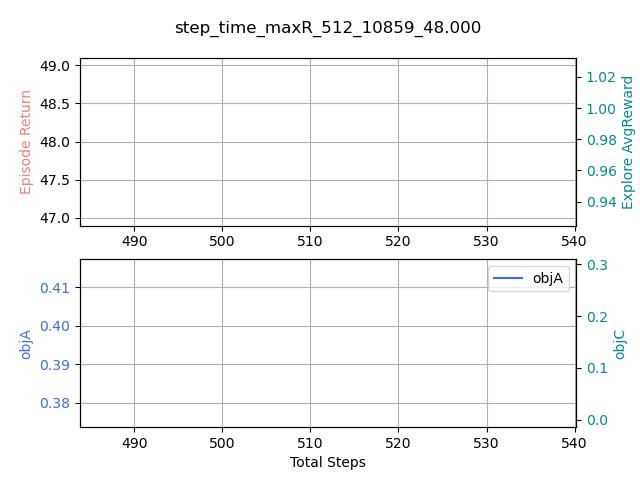 step_time_maxR_512_10859_48.000
49.0
48.5
48.0
47.5
47.0
Episode Return
1.02
1.00
0.98
0.96
0.94
Explore AvgReward
490 500 510 520 530 540
0.41
0.40
0.39
0.38
objA
objA
0.3
0.2
0.1
0.0
objC
490 500 510 520 530 540
Total Steps